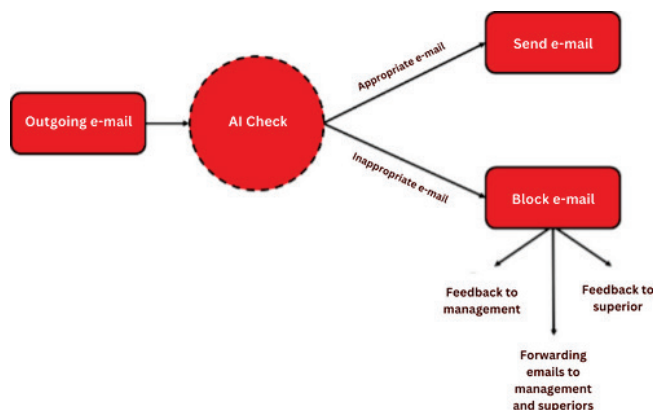 Send e-mail
Appropriate e-mail
Outgoing e-mail
AI Check
Inappropriate e-mail
Block e-mail
Feedback to
management
Feedback to
superior
Forwarding
emails to
management
and superiors